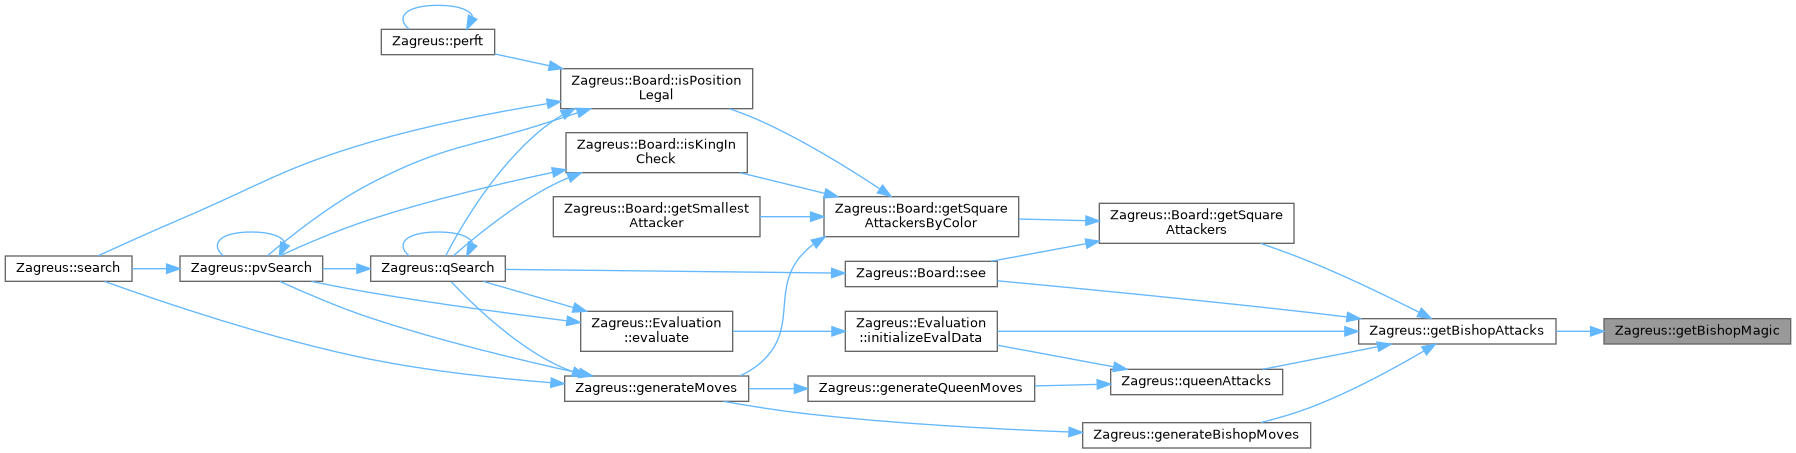 Zagreus::perft
Zagreus::Board::isPosition
Legal
Zagreus::Board::isKingIn
Check
Zagreus::Board::getSmallest
Attacker
Zagreus::Board::getSquare
AttackersByColor
Zagreus::Board::getSquare
Attackers
Zagreus::search
Zagreus::pvSearch
Zagreus::qSearch
Zagreus::Board::see
Zagreus::Evaluation
::evaluate
Zagreus::Evaluation
::initializeEvalData
Zagreus::getBishopAttacks
Zagreus::getBishopMagic
Zagreus::generateMoves
Zagreus::generateQueenMoves
Zagreus::queenAttacks
Zagreus::generateBishopMoves